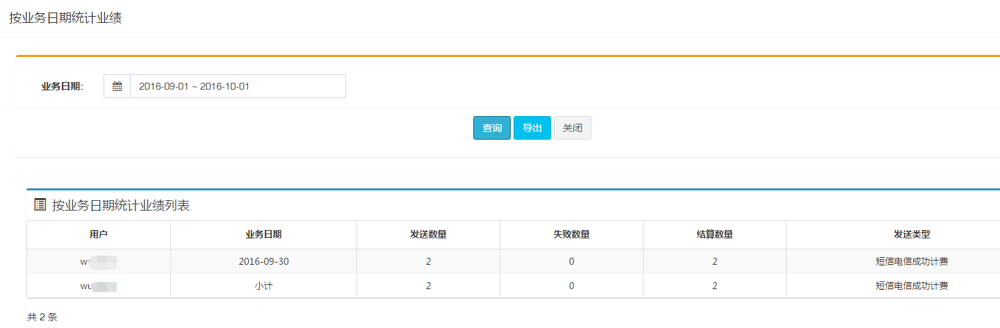 按业务日期统计业绩
业务日期: 2016-09-01 ~ 2016-10-01
查询 导出 关闭
按业务日期统计业绩列表
用户 业务日期 发送数量 失败数量 结算数量 发送类型
2016-09-30 2 0 2 短信电信成功计费
小计 2 0 2 短信电信成功计费
共 2 条